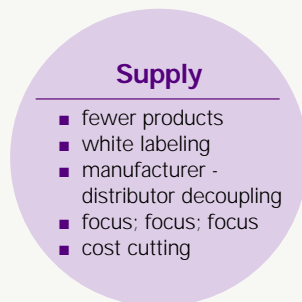 Supply
■ fewer products
■ white labeling
■ manufacturer -
distributor decoupling
■ focus; focus; focus
■ cost cutting